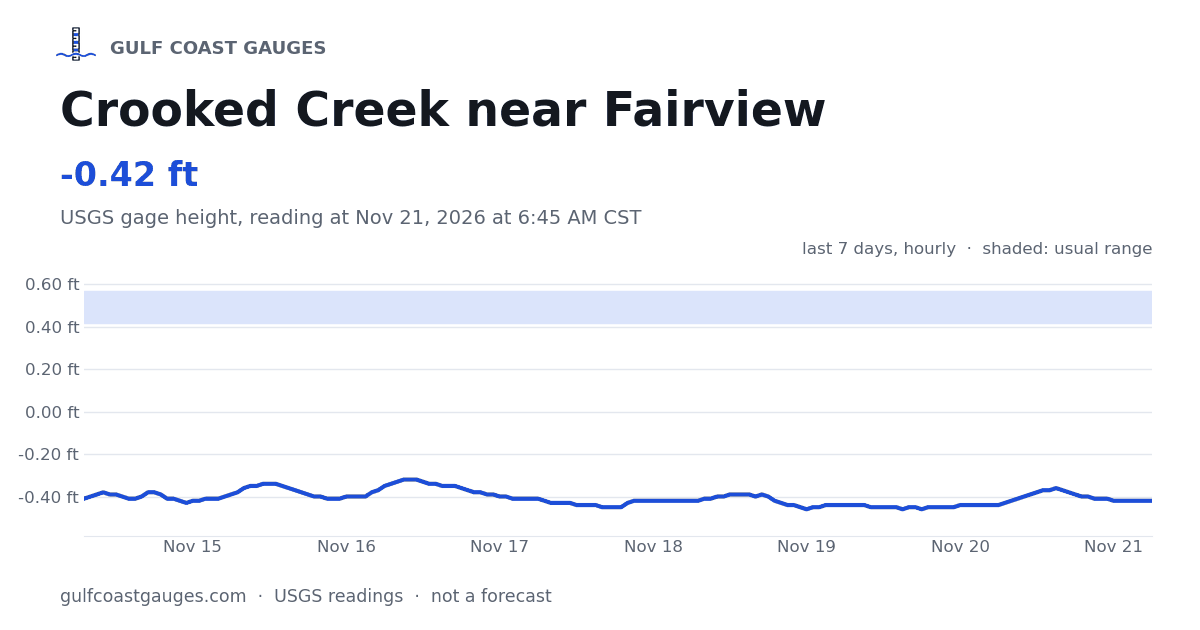 GULF COAST GAUGES
Crooked Creek near Fairview
-0.42 ft
USGS gage height, reading at Nov 21, 2026 at 6:45 AM CST
last 7 days, hourly · shaded: usual range
0.60 ft
0.40 ft
0.20 ft
0.00 ft
-0.20 ft
-0.40 ft
Nov 15 Nov 16 Nov 17 Nov 18 Nov 19 Nov 20 Nov 21
gulfcoastgauges.com · USGS readings · not a forecast